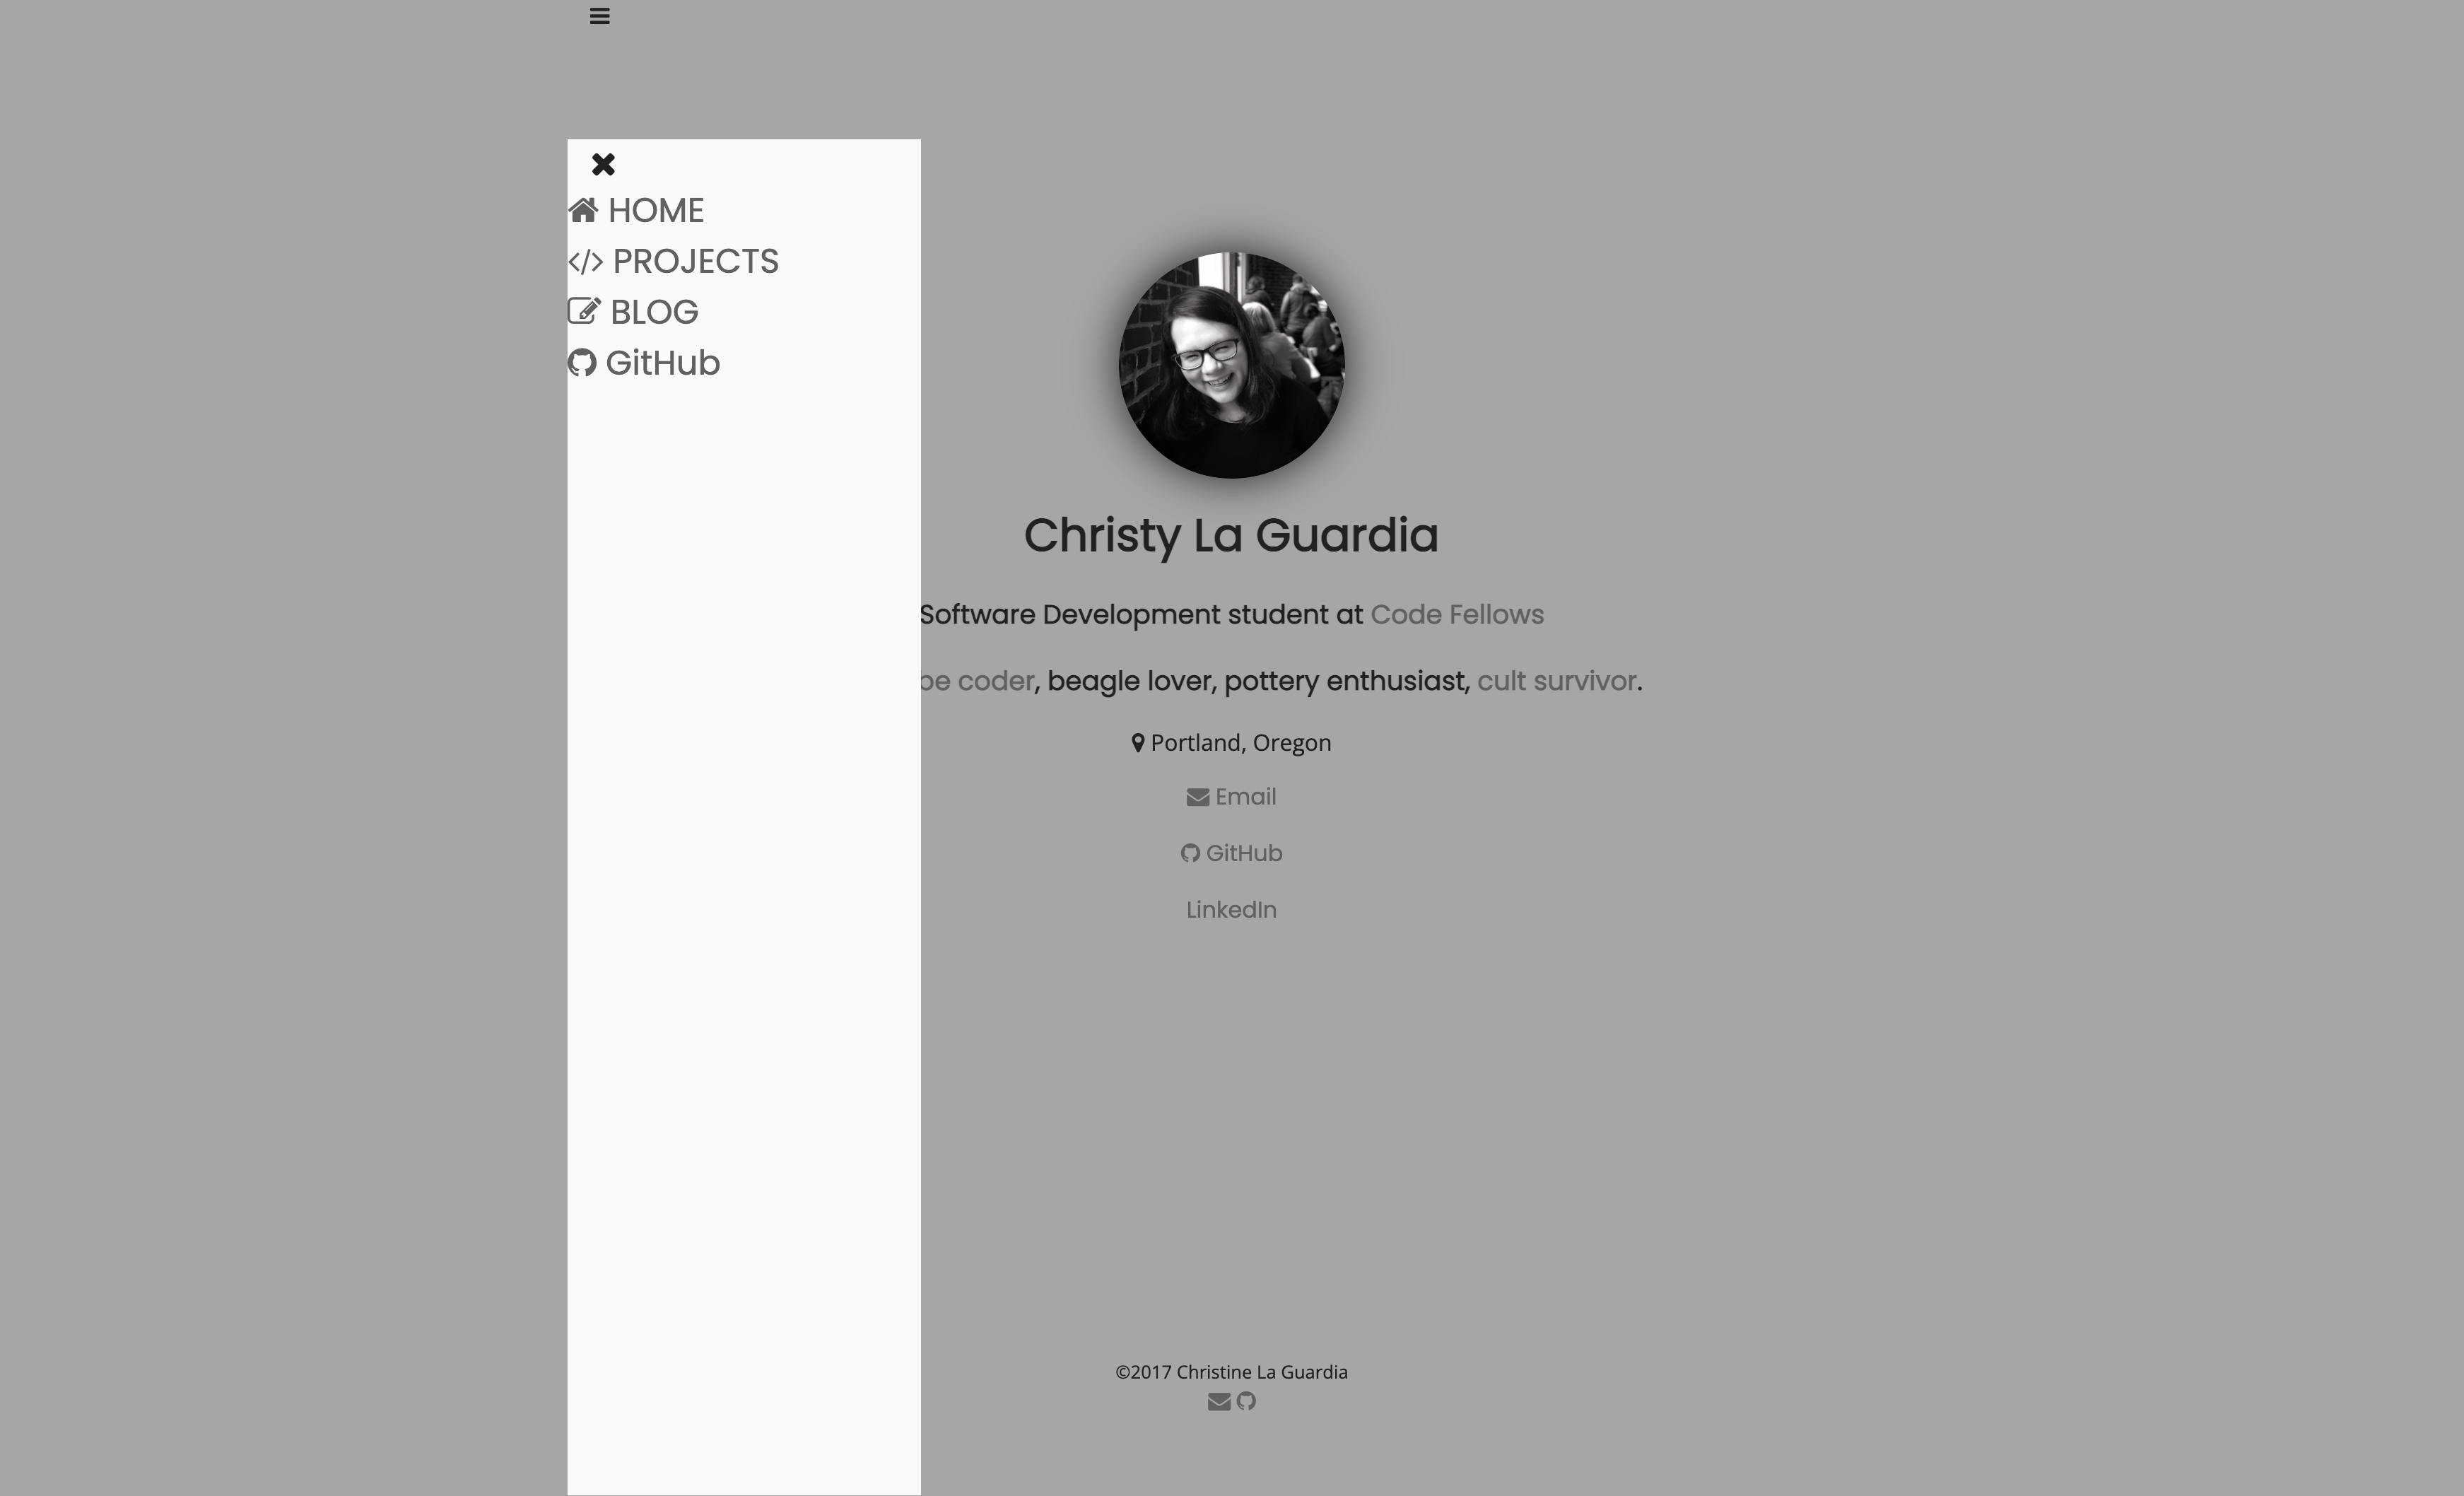 HOME
PROJECTS
BLOG
GitHub
Christy La Guardia
Software Development student at Code Fellows
coder, beagle lover, pottery enthusiast, cult survivor.
Portland, Oregon
Email
GitHub
LinkedIn
©2017 Christine La Guardia